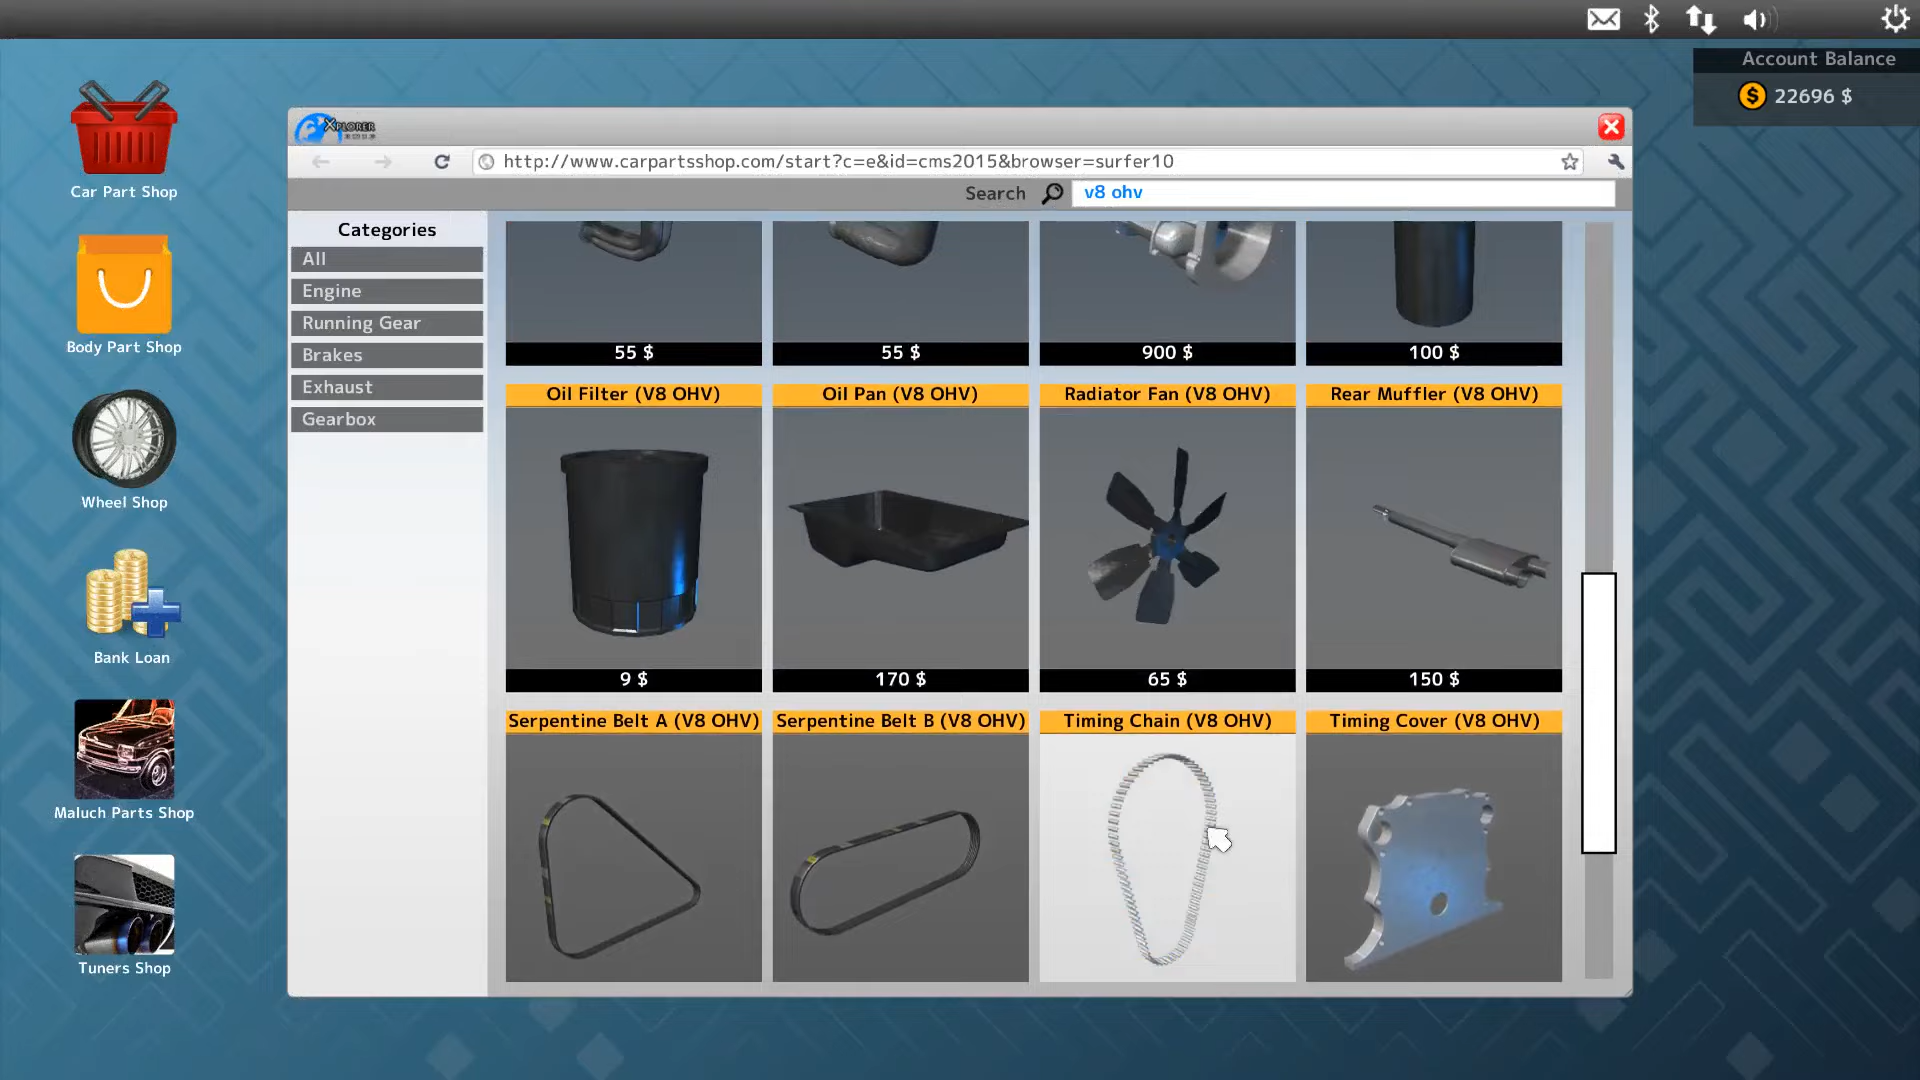 Account Balance
22696 $
Car Part Shop
Body Part Shop
Wheel Shop
Bank Loan
Maluch Parts Shop
Tuners Shop
XPLORER
http://www.carpartsshop.com/start?c=e&id=cms2015&browser=surfer10
Search
v8 ohv
Categories
All
Engine
Running Gear
Brakes
Exhaust
Gearbox
55 $
55 $
900 $
100 $
Oil Filter (V8 OHV)
Oil Pan (V8 OHV)
Radiator Fan (V8 OHV)
Rear Muffler (V8 OHV)
9 $
170 $
65 $
150 $
Serpentine Belt A (V8 OHV)
Serpentine Belt B (V8 OHV)
Timing Chain (V8 OHV)
Timing Cover (V8 OHV)